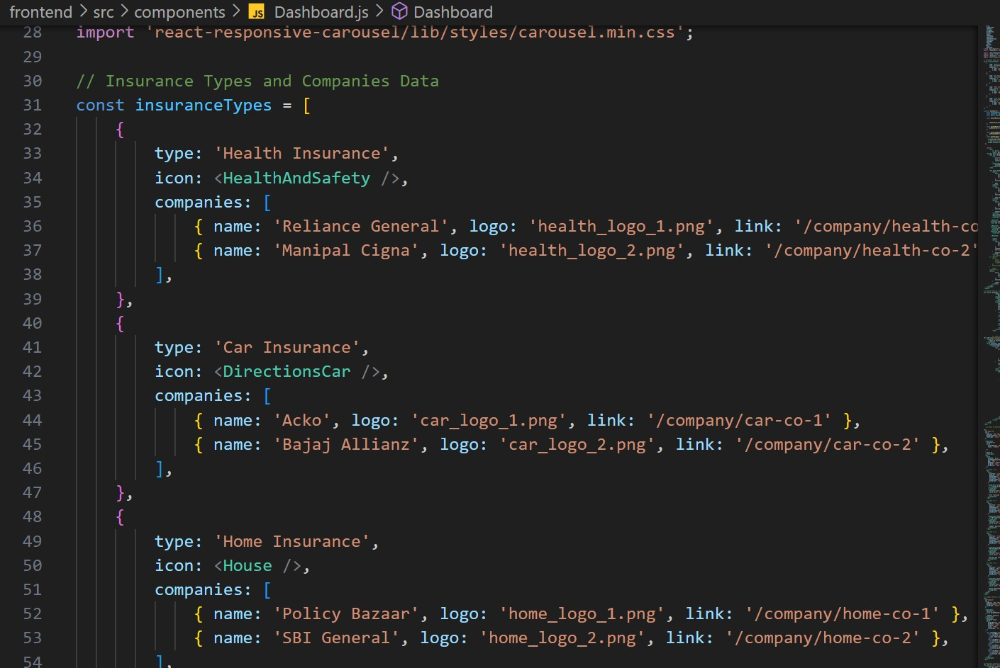 frontend > src > components > JS Dashboard.js > Dashboard
28 import 'react-responsive-carousel/lib/styles/carousel.min.css';
29
30 // Insurance Types and Companies Data
31 const insuranceTypes = [
32 {
33 type: 'Health Insurance',
34 icon: <HealthAndSafety />,
35 companies: [
36 { name: 'Reliance General', logo: 'health_logo_1.png', link: '/company/health-co
37 { name: 'Manipal Cigna', logo: 'health_logo_2.png', link: '/company/health-co-2'
38 ],
39 },
40 {
41 type: 'Car Insurance',
42 icon: <DirectionsCar />,
43 companies: [
44 { name: 'Acko', logo: 'car_logo_1.png', link: '/company/car-co-1' },
45 { name: 'Bajaj Allianz', logo: 'car_logo_2.png', link: '/company/car-co-2' },
46 ],
47 },
48 {
49 type: 'Home Insurance',
50 icon: <House />,
51 companies: [
52 { name: 'Policy Bazaar', logo: 'home_logo_1.png', link: '/company/home-co-1' },
53 { name: 'SBI General', logo: 'home_logo_2.png', link: '/company/home-co-2' },
54 ],